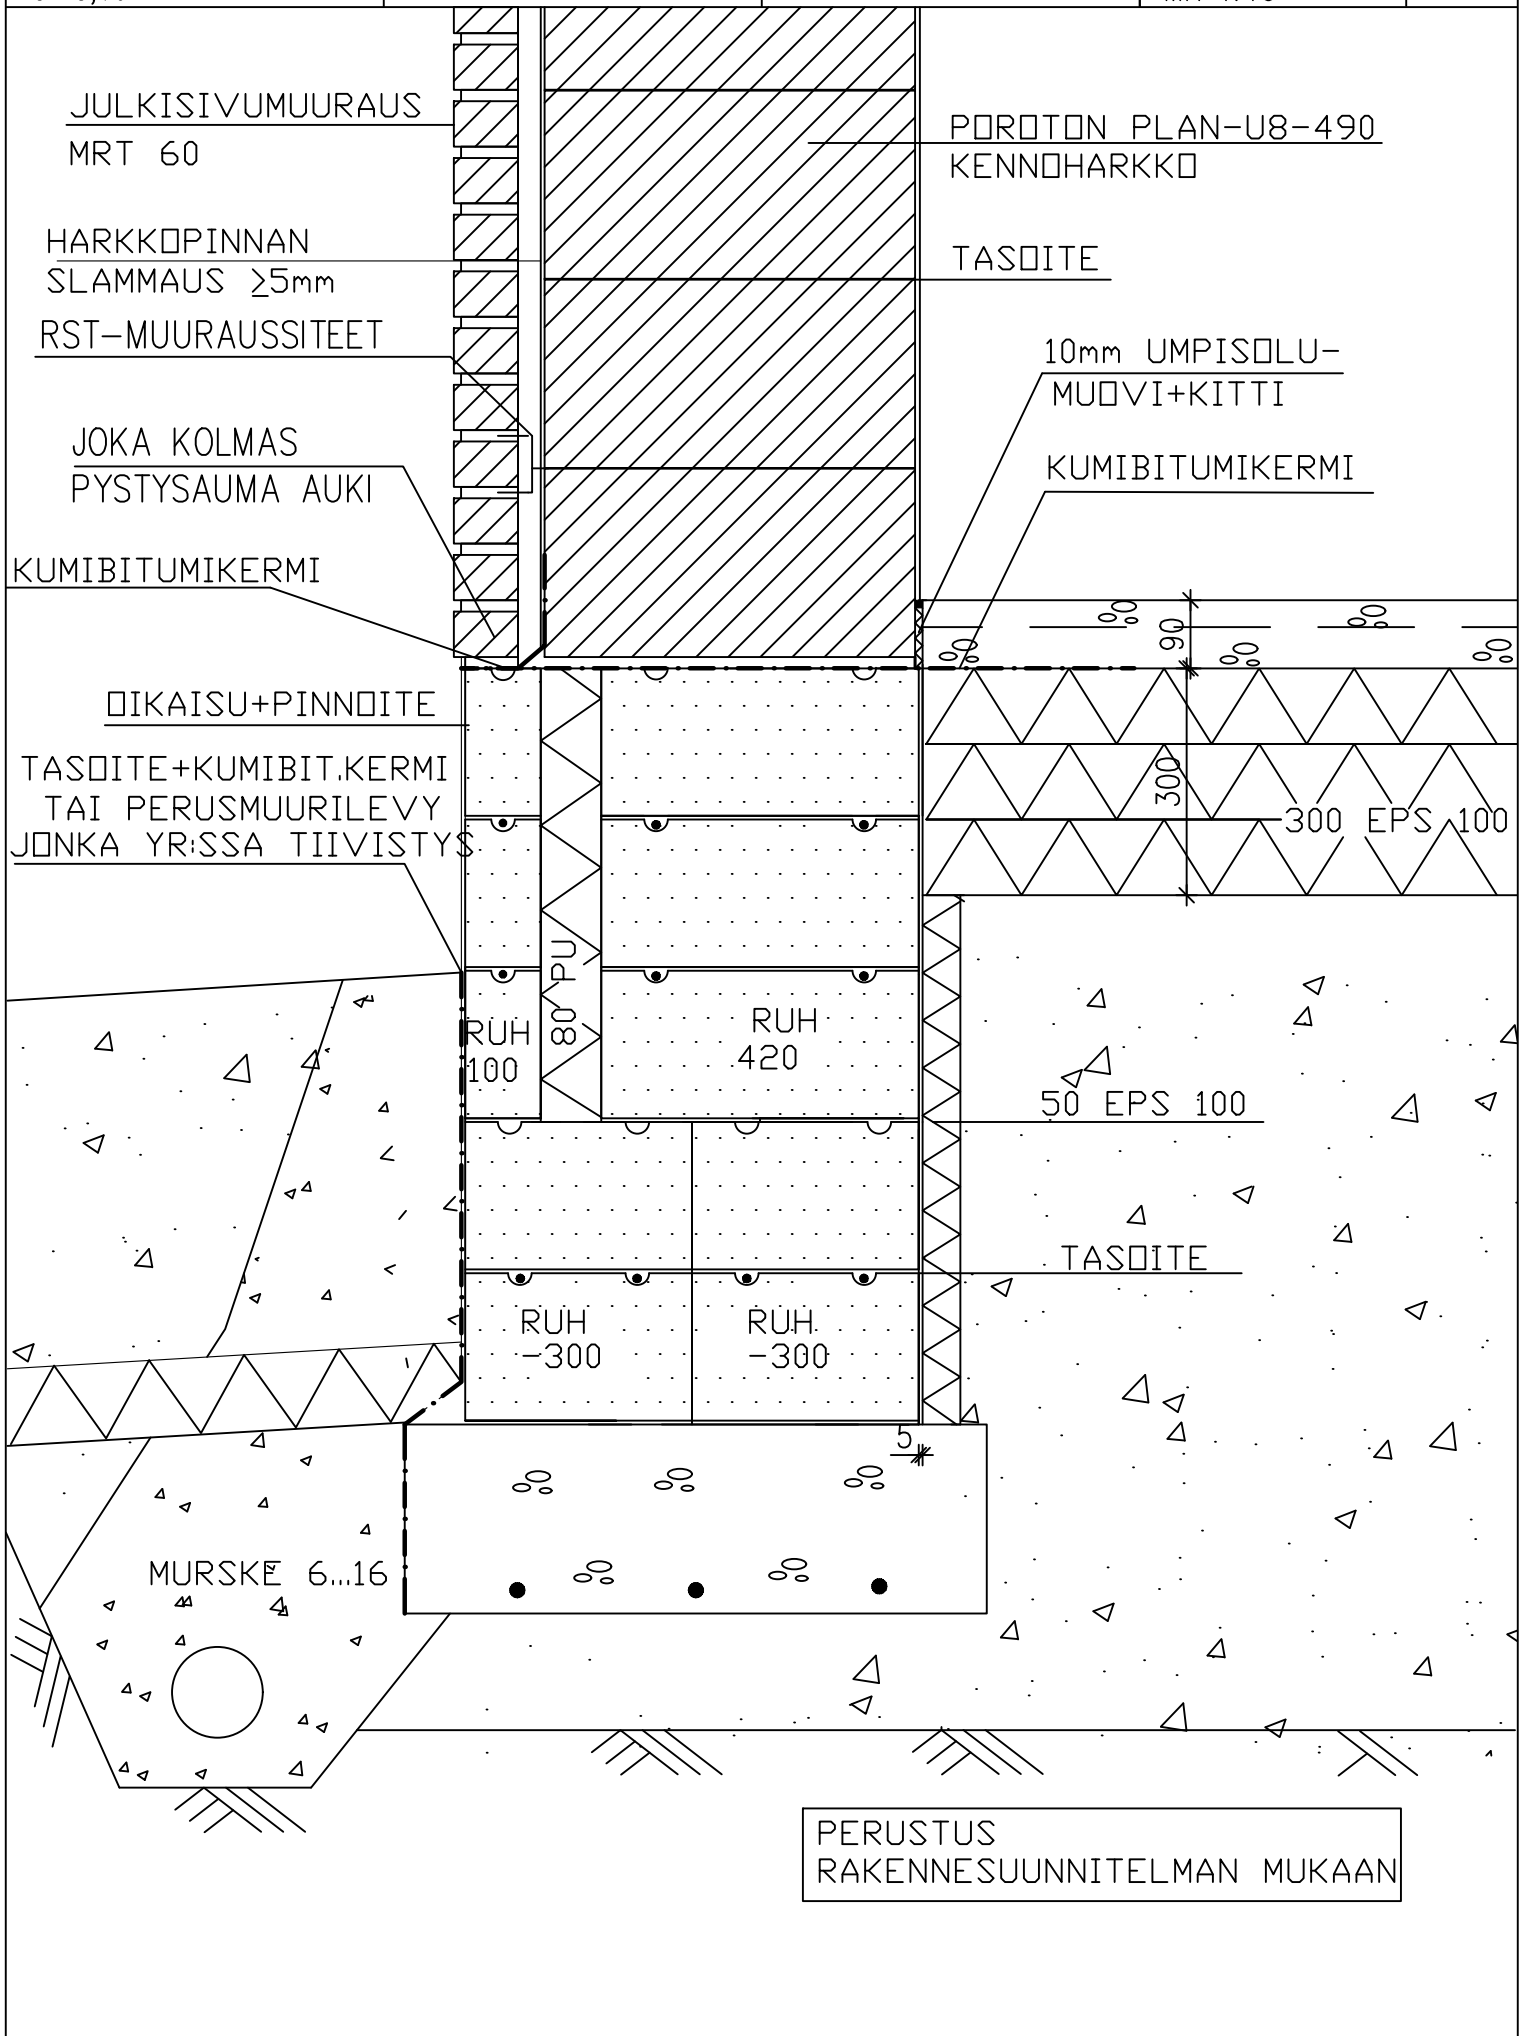 JULKISIVUMUURAUS
MRT 60
POROTON PLAN-U8-490
KENNOHARKKO
HARKKOPINNAN
SLAMMAUS ≥5mm
TASOITE
RST-MUURAUSSITEET
10mm UMPISOLU-
MUOVI+KITTI
JOKA KOLMAS
PYSTYSAUMA AUKI
KUMIBITUMIKERMI
KUMIBITUMIKERMI
90
OIKAISU+PINNOITE
TASOITE+KUMIBIT.KERMI
TAI PERUSMUURILEVY
JONKA YR:SSA TIIVISTYS
300
300 EPS 100
80 PU
RUH
100
RUH
420
50 EPS 100
TASOITE
RUH
-300
RUH
-300
5
MURSKE 6...16
PERUSTUS
RAKENNESUUNNITELMAN MUKAAN